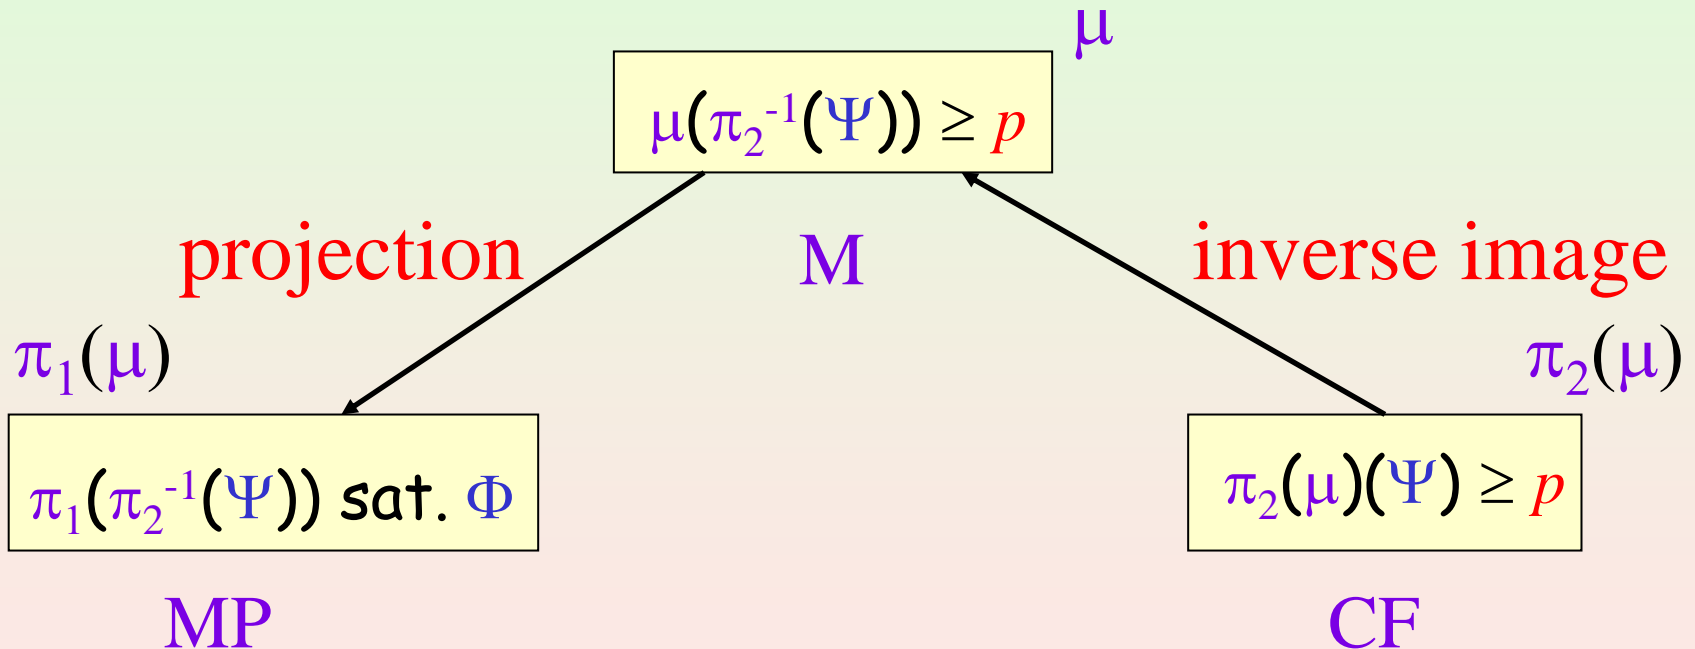 μ
μ(π₂⁻¹(Ψ)) ≥ p
projection
M
inverse image
π₁(μ)
π₂(μ)
π₁(π₂⁻¹(Ψ)) sat. Φ
π₂(μ)(Ψ) ≥ p
MP
CF